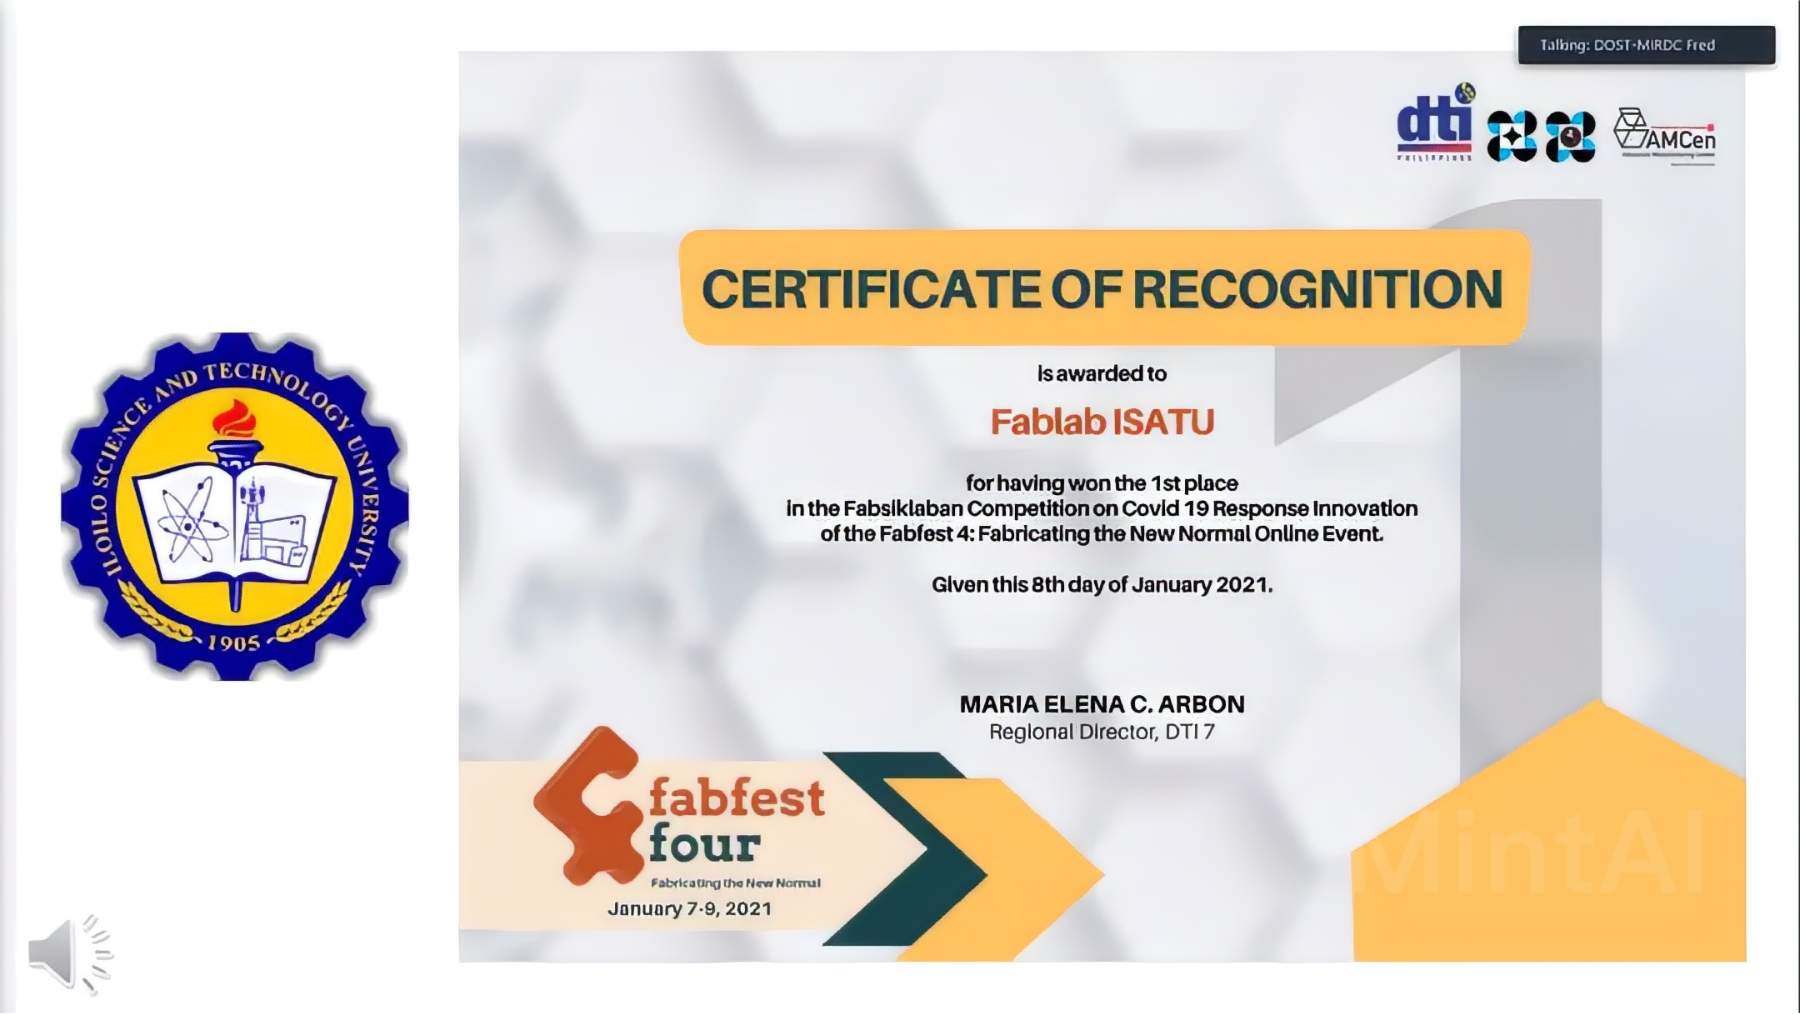 Talking: DOST-MIRDC Fred
dti
PHILIPPINES
AMCen
CERTIFICATE OF RECOGNITION
is awarded to
Fablab ISATU
for having won the 1st place
in the Fabsiklaban Competition on Covid 19 Response Innovation
of the Fabfest 4: Fabricating the New Normal Online Event.
Given this 8th day of January 2021.
MARIA ELENA C. ARBON
Regional Director, DTI 7
ILOILO SCIENCE AND TECHNOLOGY UNIVERSITY
1905
fabfest
four
Fabricating the New Normal
January 7-9, 2021
MintAI